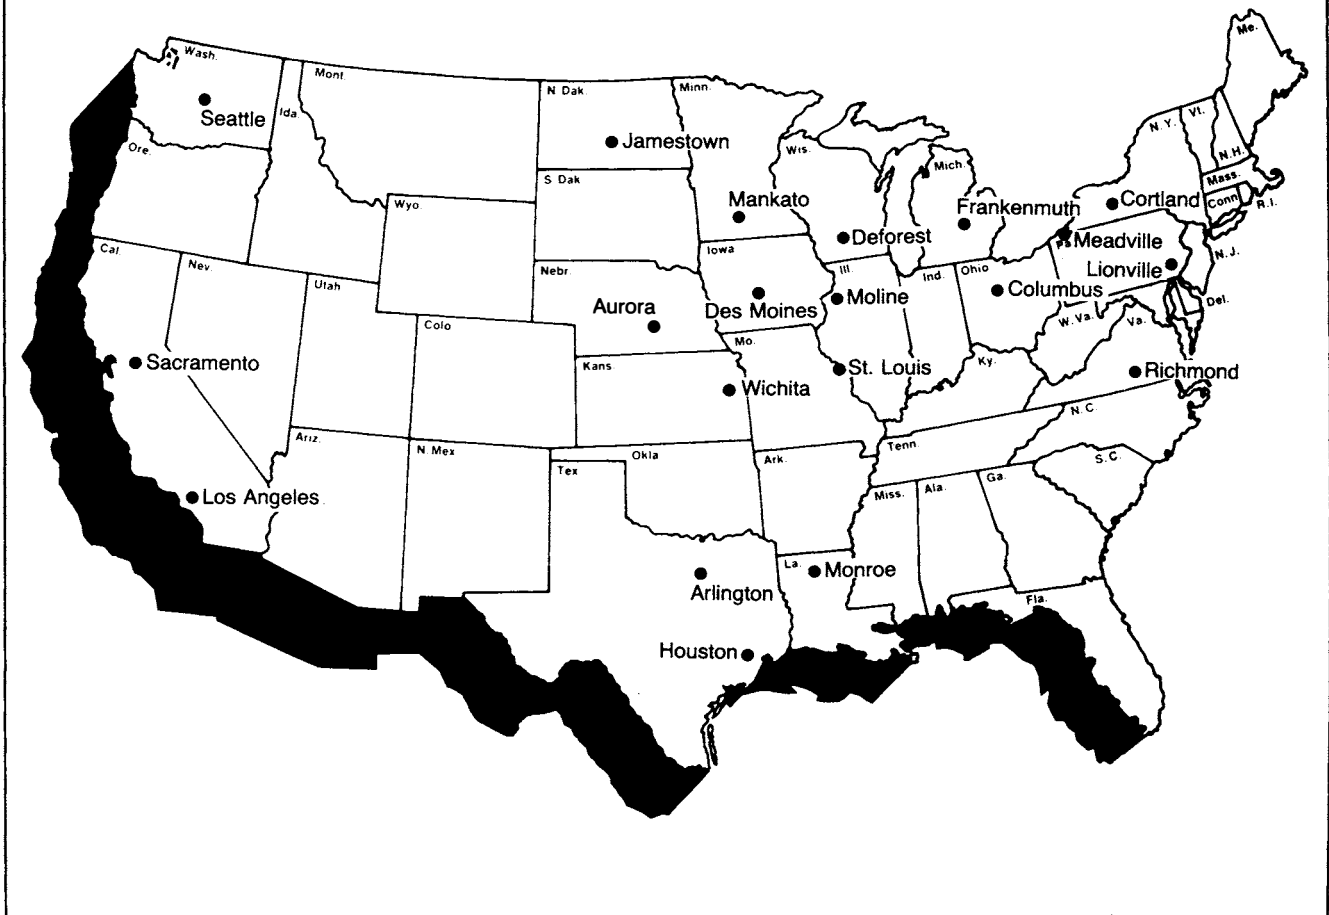 Me.
Wash.
Mont.
N Dak.
Minn.
Seattle
Ida.
N.Y.
Vt.
Jamestown
Ore.
Wis.
N.H.
Mich.
S Dak
Mass.
Mankato
Wyo.
Frankenmuth
Cortland
Conn
R.I.
Deforest
Meadville
Cal.
Iowa
N.J.
Nev.
Nebr.
Ill.
Ind.
Ohio
Lionville
Utah
Aurora
Des Moines
Moline
Columbus
Del.
Colo
W.Va.
Va.
Mo.
Sacramento
Kans
St. Louis
Ky.
Richmond
Wichita
N.C.
Ariz.
N.Mex
Okla
Tenn.
Tex
Ark.
S.C.
Los Angeles
Miss.
Ala.
Ga.
La.
Monroe
Arlington
Fla.
Houston